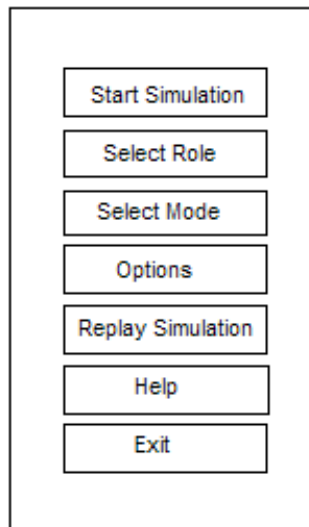 Start Simulation
Select Role
Select Mode
Options
Replay Simulation
Help
Exit